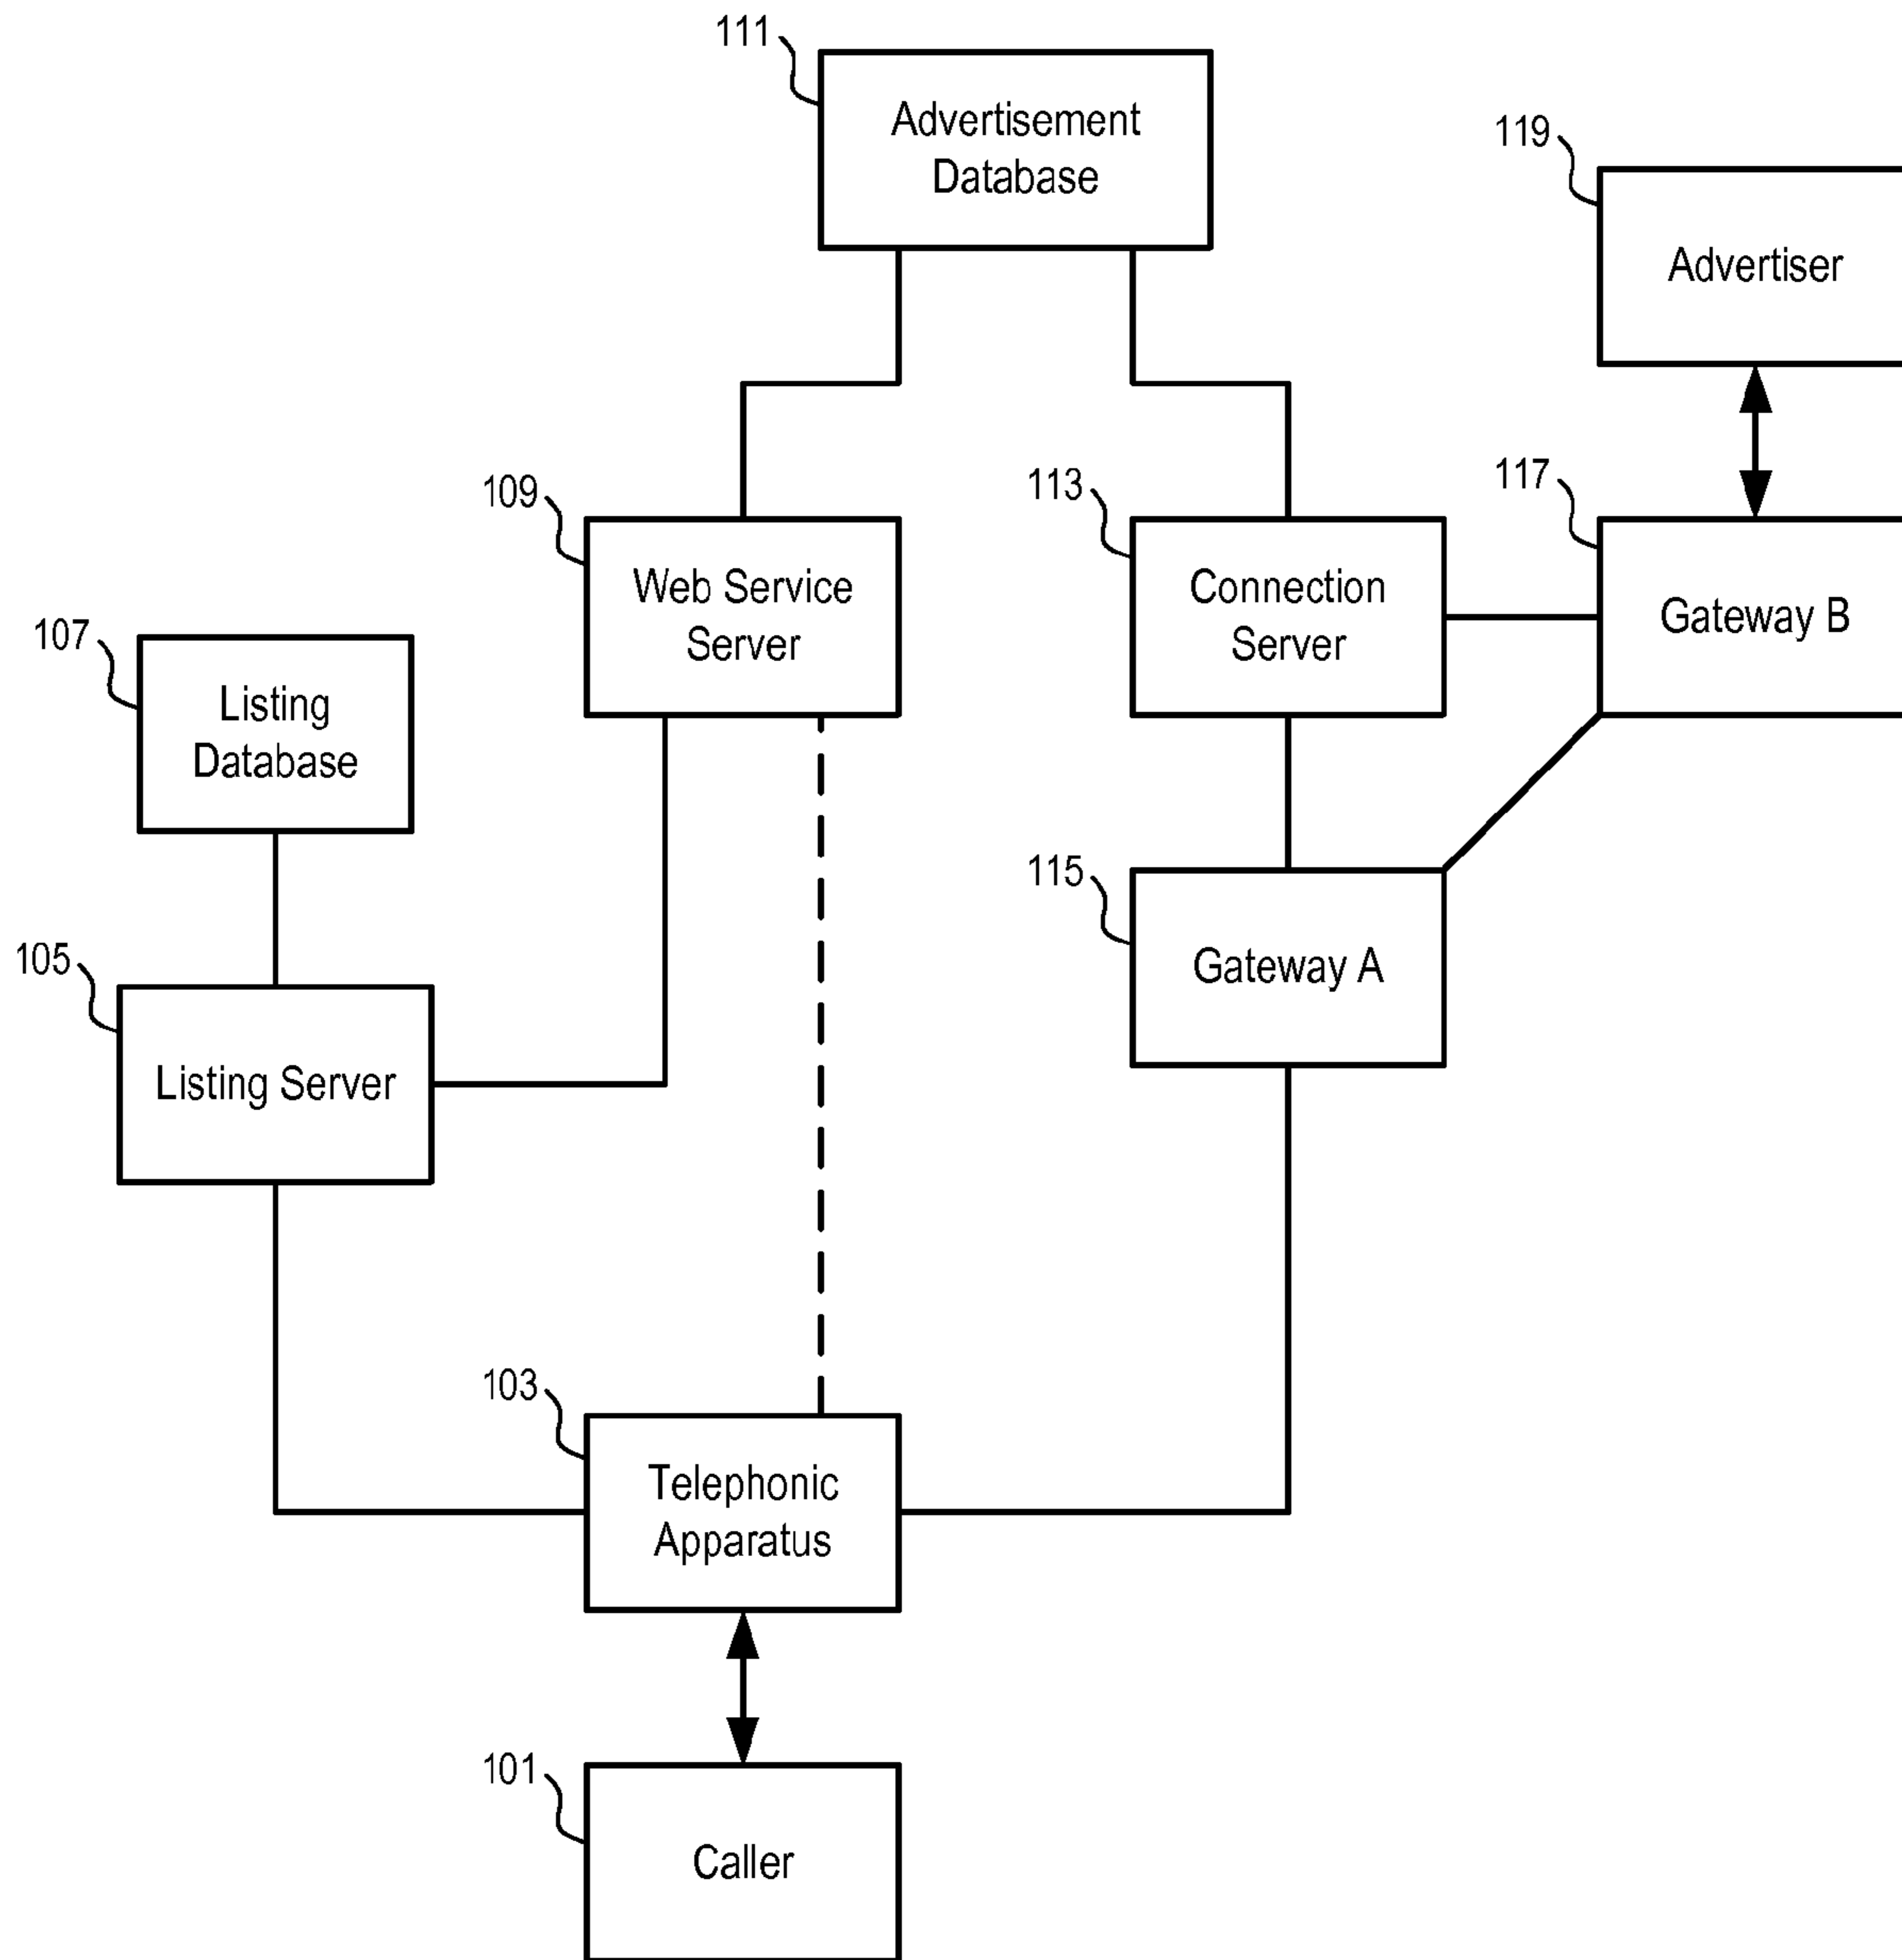 111
Advertisement
Database
119
Advertiser
109
Web Service
Server
113
Connection
Server
117
Gateway B
107
Listing
Database
115
Gateway A
105
Listing Server
103
Telephonic
Apparatus
101
Caller